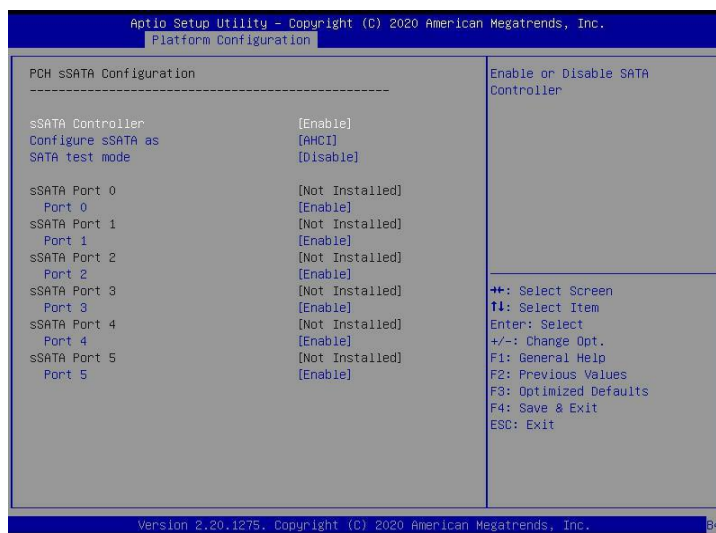 Aptio Setup Utility – Copyright (C) 2020 American Megatrends, Inc.
Platform Configuration
PCH sSATA Configuration
--------------------------------------------------
sSATA Controller [Enable]
Configure sSATA as [AHCI]
SATA test mode [Disable]
sSATA Port 0 [Not Installed]
Port 0 [Enable]
sSATA Port 1 [Not Installed]
Port 1 [Enable]
sSATA Port 2 [Not Installed]
Port 2 [Enable]
sSATA Port 3 [Not Installed]
Port 3 [Enable]
sSATA Port 4 [Not Installed]
Port 4 [Enable]
sSATA Port 5 [Not Installed]
Port 5 [Enable]
Enable or Disable SATA
Controller
→←: Select Screen
↑↓: Select Item
Enter: Select
+/-: Change Opt.
F1: General Help
F2: Previous Values
F3: Optimized Defaults
F4: Save & Exit
ESC: Exit
Version 2.20.1275. Copyright (C) 2020 American Megatrends, Inc.